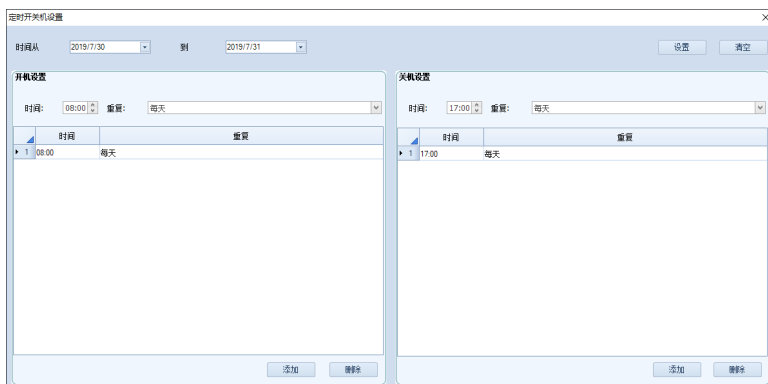 定时开关机设置
时间从 2019/7/30 到 2019/7/31 设置 清空
开机设置
时间: 08:00 重复: 每天
时间 重复
1 08:00 每天
添加 删除
关机设置
时间: 17:00 重复: 每天
时间 重复
1 17:00 每天
添加 删除